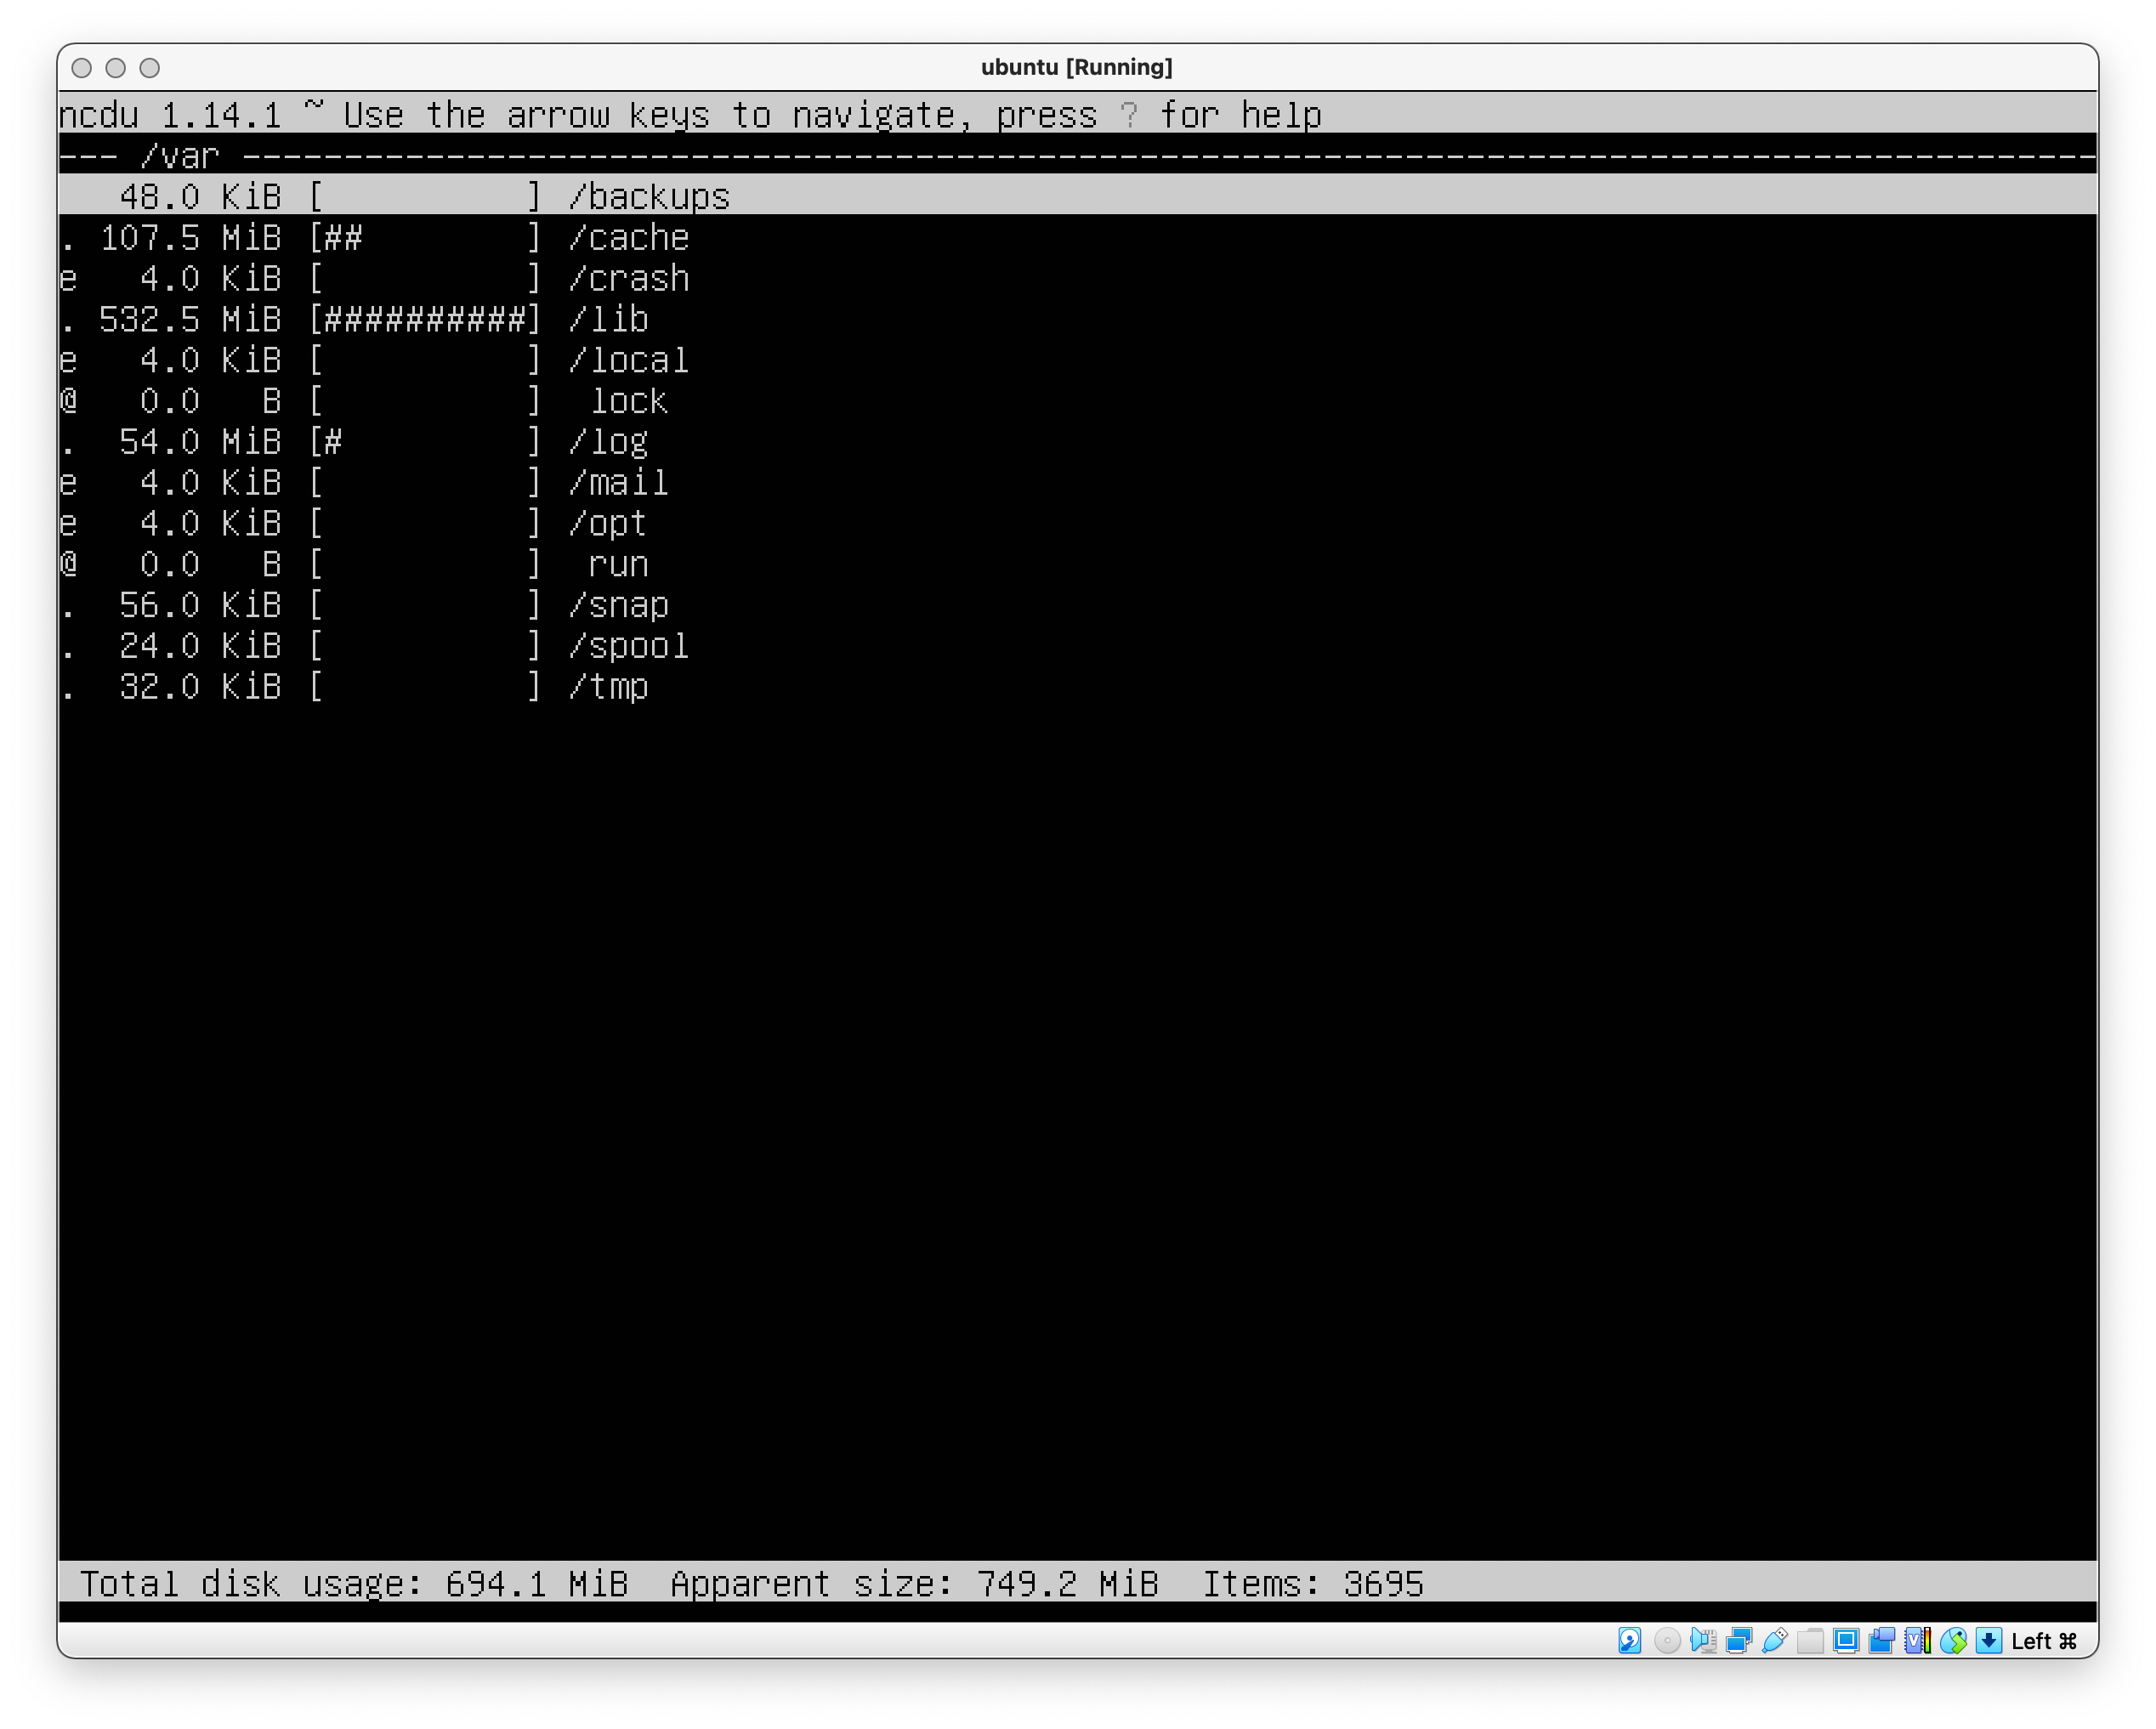 ubuntu [Running]
ncdu 1.14.1 ~ Use the arrow keys to navigate, press ? for help
--- /var -------------------------------------------------------------------------------------------
    48.0 KiB [          ] /backups
. 107.5 MiB [##        ] /cache
e   4.0 KiB [          ] /crash
. 532.5 MiB [##########] /lib
e   4.0 KiB [          ] /local
@   0.0   B [          ]  lock
.  54.0 MiB [#         ] /log
e   4.0 KiB [          ] /mail
e   4.0 KiB [          ] /opt
@   0.0   B [          ]  run
.  56.0 KiB [          ] /snap
.  24.0 KiB [          ] /spool
.  32.0 KiB [          ] /tmp
Total disk usage: 694.1 MiB  Apparent size: 749.2 MiB  Items: 3695
Left ⌘